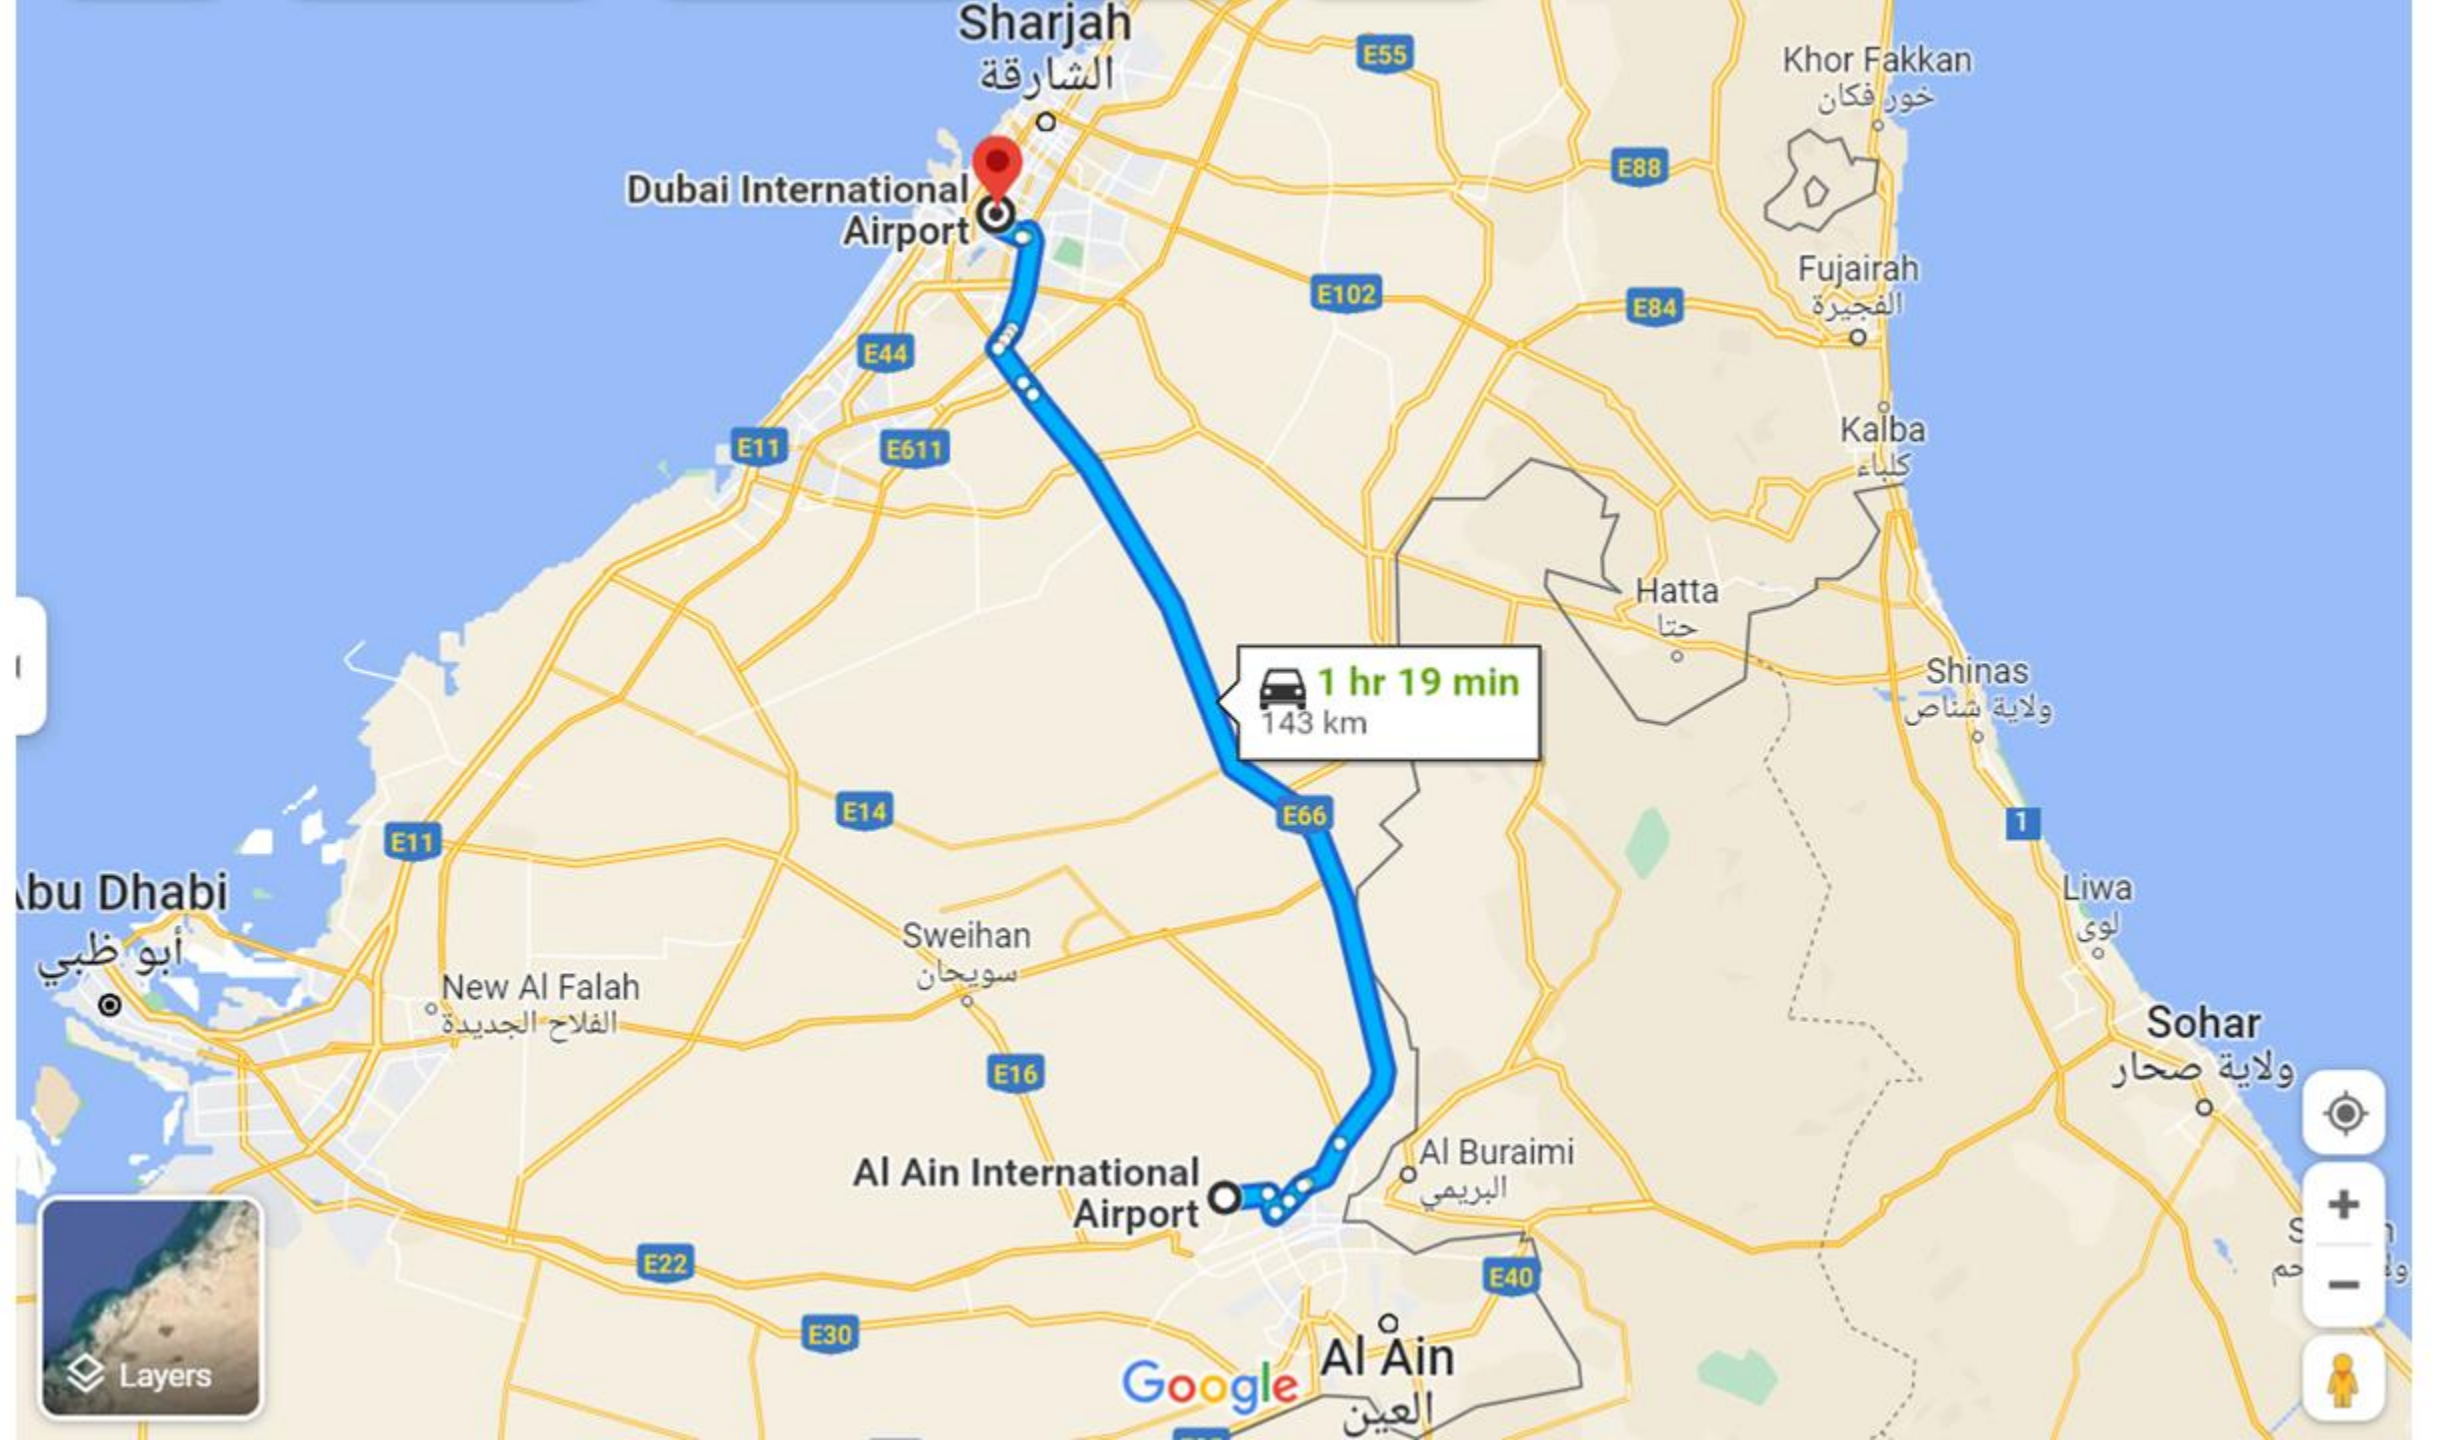 Sharjah
الشارقة
E55
Khor Fakkan
خور فكان
E88
Dubai International
Airport
Fujairah
الفجيرة
E102
E84
E44
E11
E611
Kalba
كلباء
Hatta
حتا
1 hr 19 min
143 km
Shinas
ولاية شناص
E14
E66
E11
1
Abu Dhabi
أبو ظبي
Liwa
لوى
Sweihan
سويحان
New Al Falah
الفلاح الجديدة
Sohar
ولاية صحار
E16
Al Buraimi
البريمي
Al Ain International
Airport
E22
E40
E30
Layers
Google
Al Ain
العين